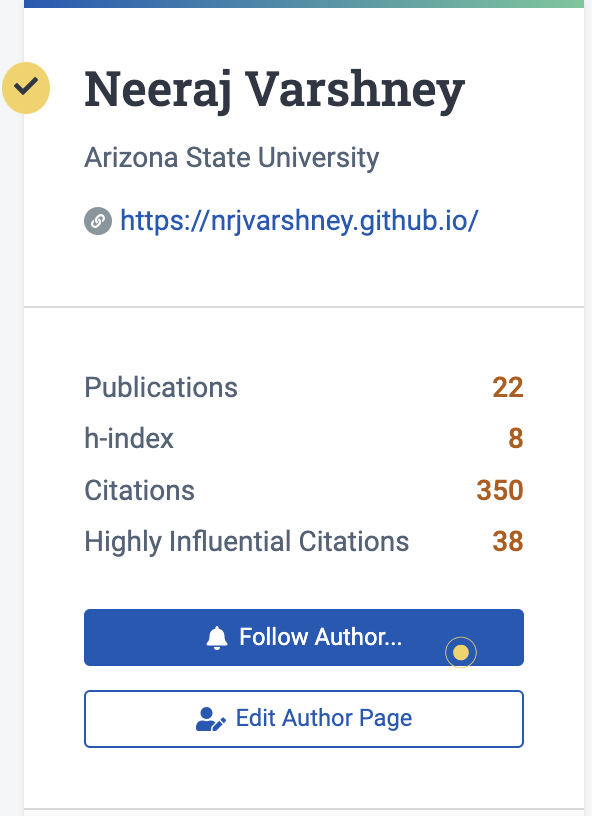 Neeraj Varshney
Arizona State University
https://nrjvarshney.github.io/
Publications 22
h-index 8
Citations 350
Highly Influential Citations 38
Follow Author...
Edit Author Page